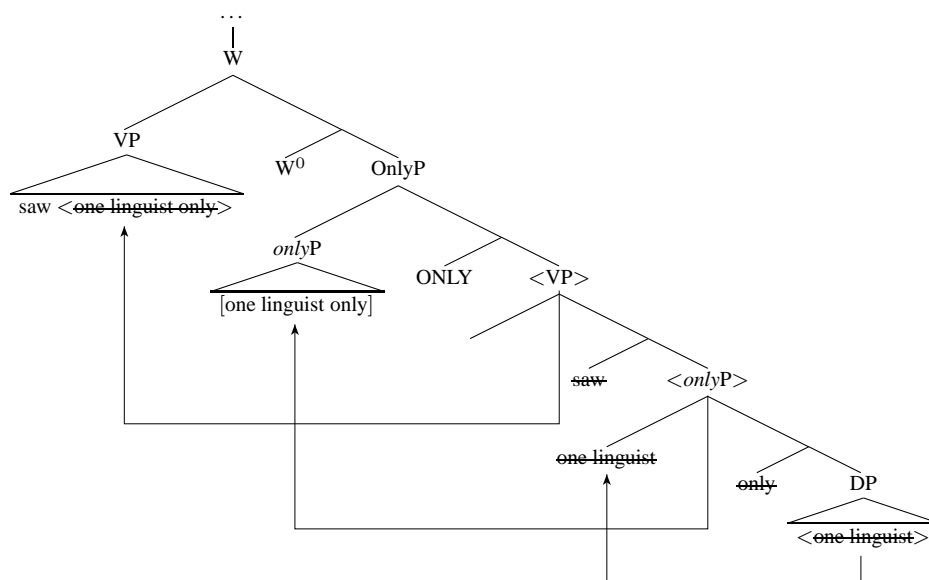 ...
W
VP
W⁰ OnlyP
saw <one linguist only>
onlyP
ONLY <VP>
[one linguist only]
saw <onlyP>
one linguist
only DP
<one linguist>